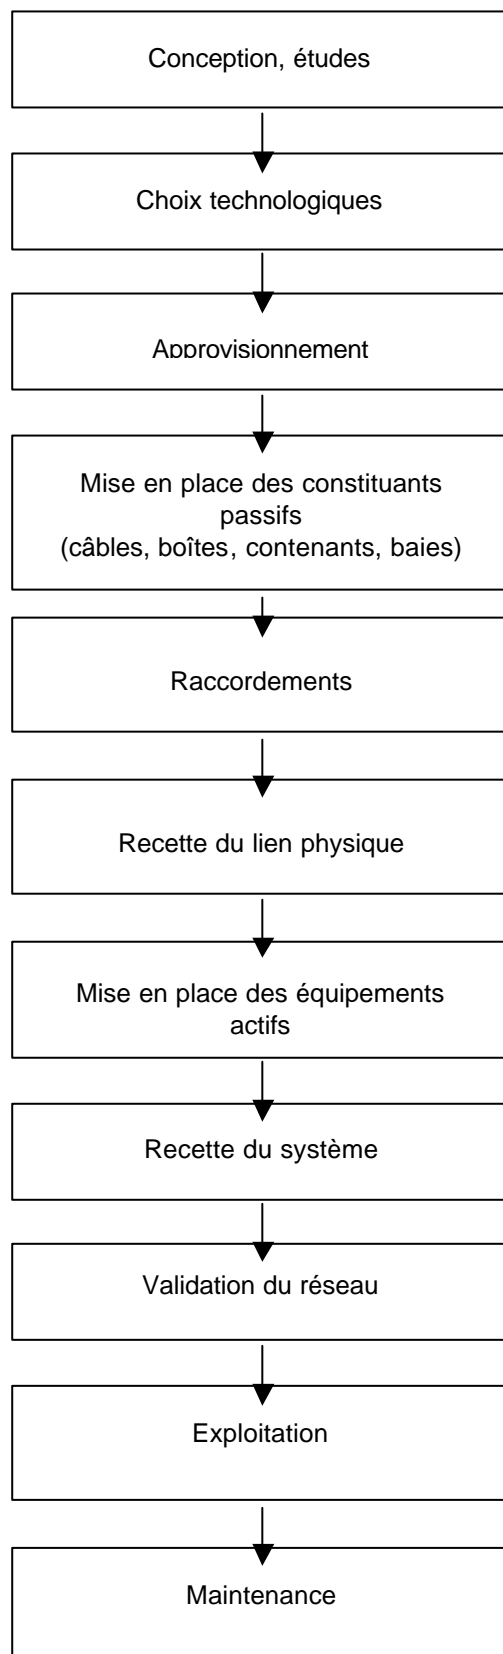 Conception, études
Choix technologiques
Approvisionnement
Mise en place des constituants
passifs
(câbles, boîtes, contenants, baies)
Raccordements
Recette du lien physique
Mise en place des équipements
actifs
Recette du système
Validation du réseau
Exploitation
Maintenance